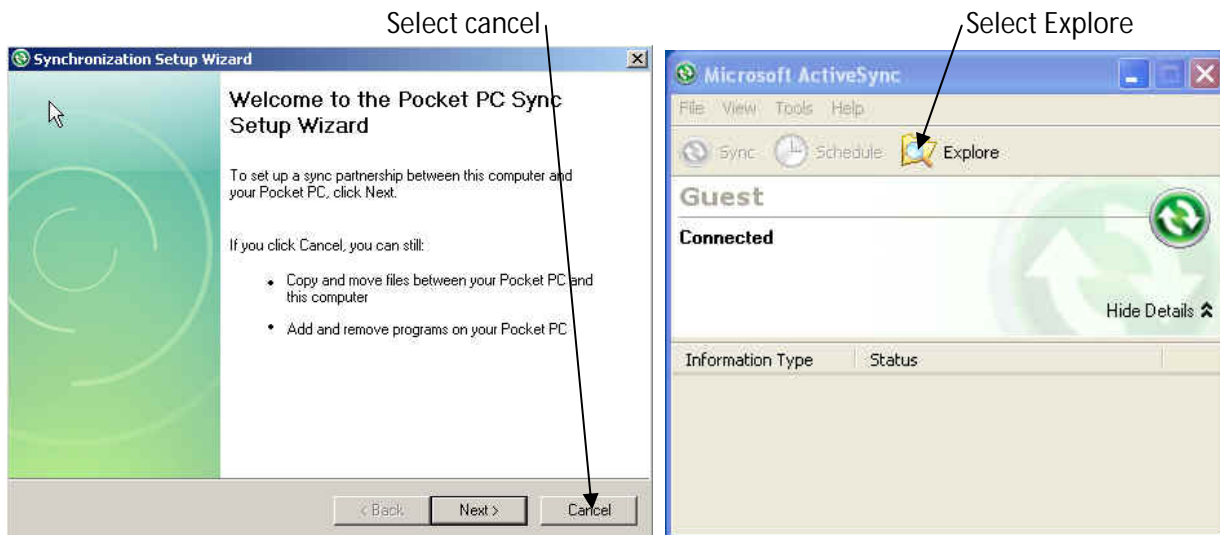 Select cancel
Select Explore
Synchronization Setup Wizard
Welcome to the Pocket PC Sync
Setup Wizard
To set up a sync partnership between this computer and
your Pocket PC, click Next.
If you click Cancel, you can still:
• Copy and move files between your Pocket PC and
this computer
• Add and remove programs on your Pocket PC
< Back
Next >
Cancel
Microsoft ActiveSync
File View Tools Help
Sync Schedule Explore
Guest
Connected
Hide Details
Information Type Status